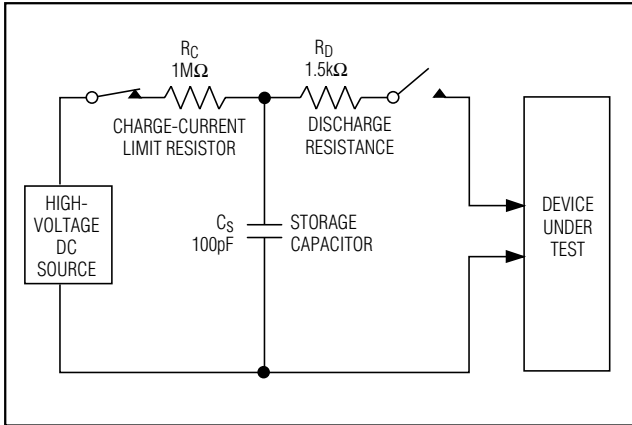 R_C
1MΩ
CHARGE-CURRENT
LIMIT RESISTOR
R_D
1.5kΩ
DISCHARGE
RESISTANCE
HIGH-
VOLTAGE
DC
SOURCE
C_S
100pF
STORAGE
CAPACITOR
DEVICE
UNDER
TEST